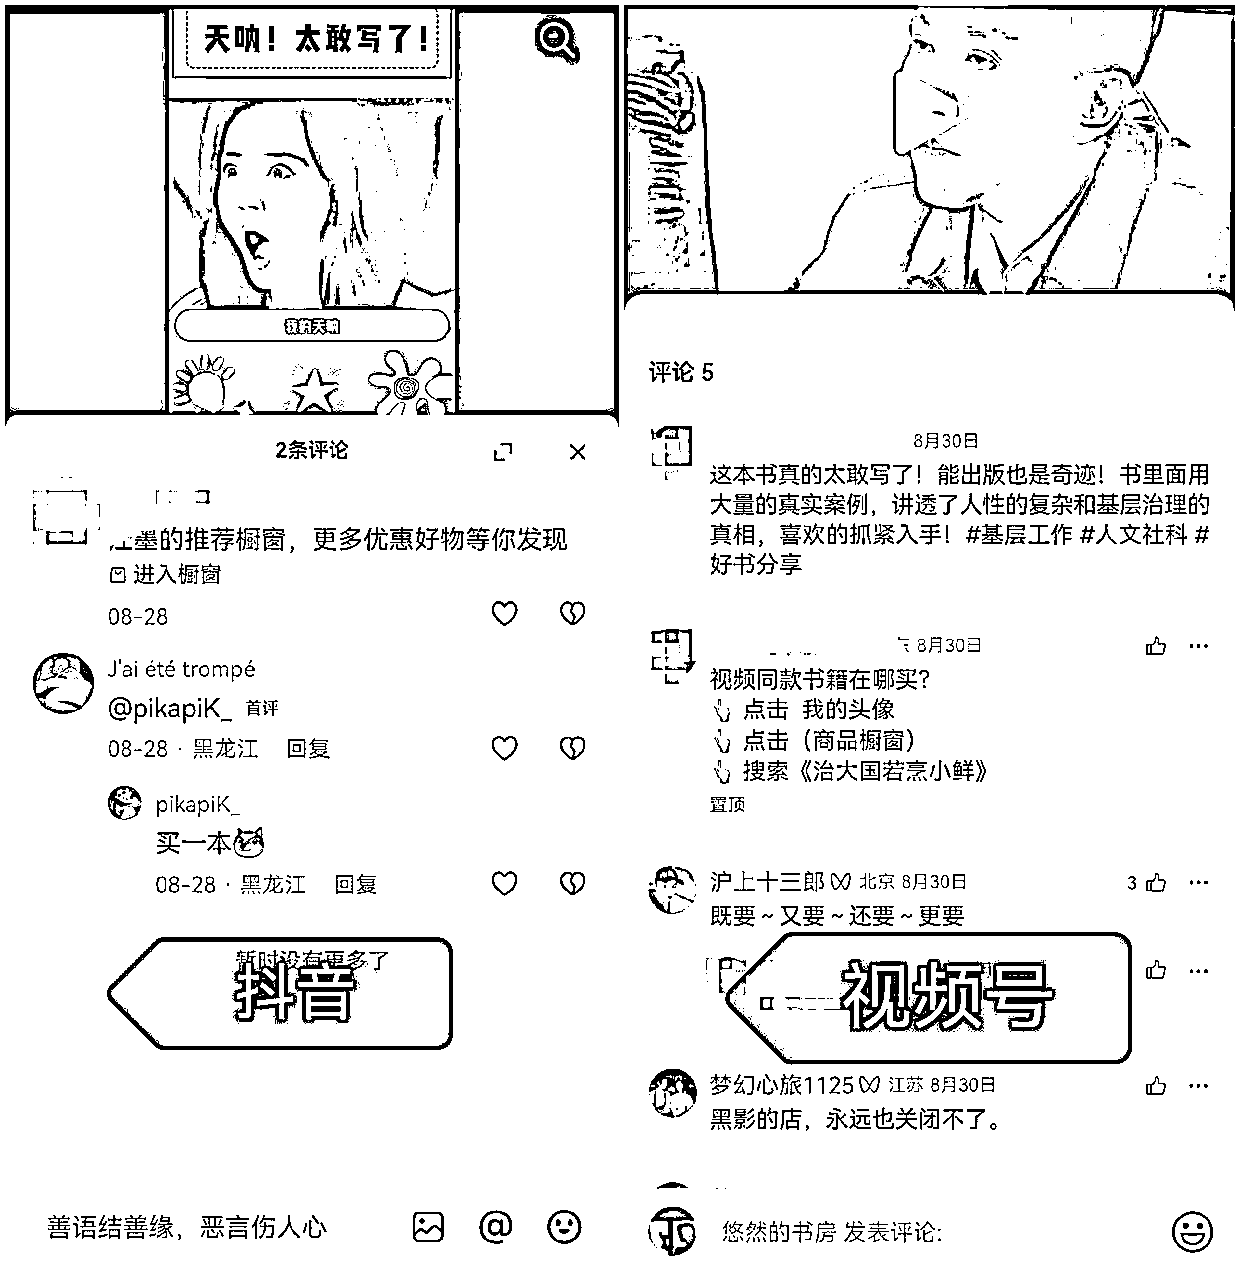 天呐！太敢写了！
我的天呐
2条评论
墨的推荐橱窗，更多优惠好物等你发现
进入橱窗
08-28
J'ai été trompé
@pikapiK_ 首评
08-28 · 黑龙江 回复
pikapiK_
买一本
08-28 · 黑龙江 回复
暂时没有更多了
抖音
善语结善缘，恶言伤人心
评论 5
8月30日
这本书真的太敢写了！能出版也是奇迹！书里面用
大量的真实案例，讲透了人性的复杂和基层治理的
真相，喜欢的抓紧入手！#基层工作 #人文社科 #
好书分享
8月30日
视频同款书籍在哪买？
点击 我的头像
点击（商品橱窗）
搜索《治大国若烹小鲜》
置顶
沪上十三郎 北京 8月30日
3
既要～又要～还要～更要
视频号
梦幻心旅1125 江苏 8月30日
黑影的店，永远也关闭不了。
悠然的书房 发表评论: